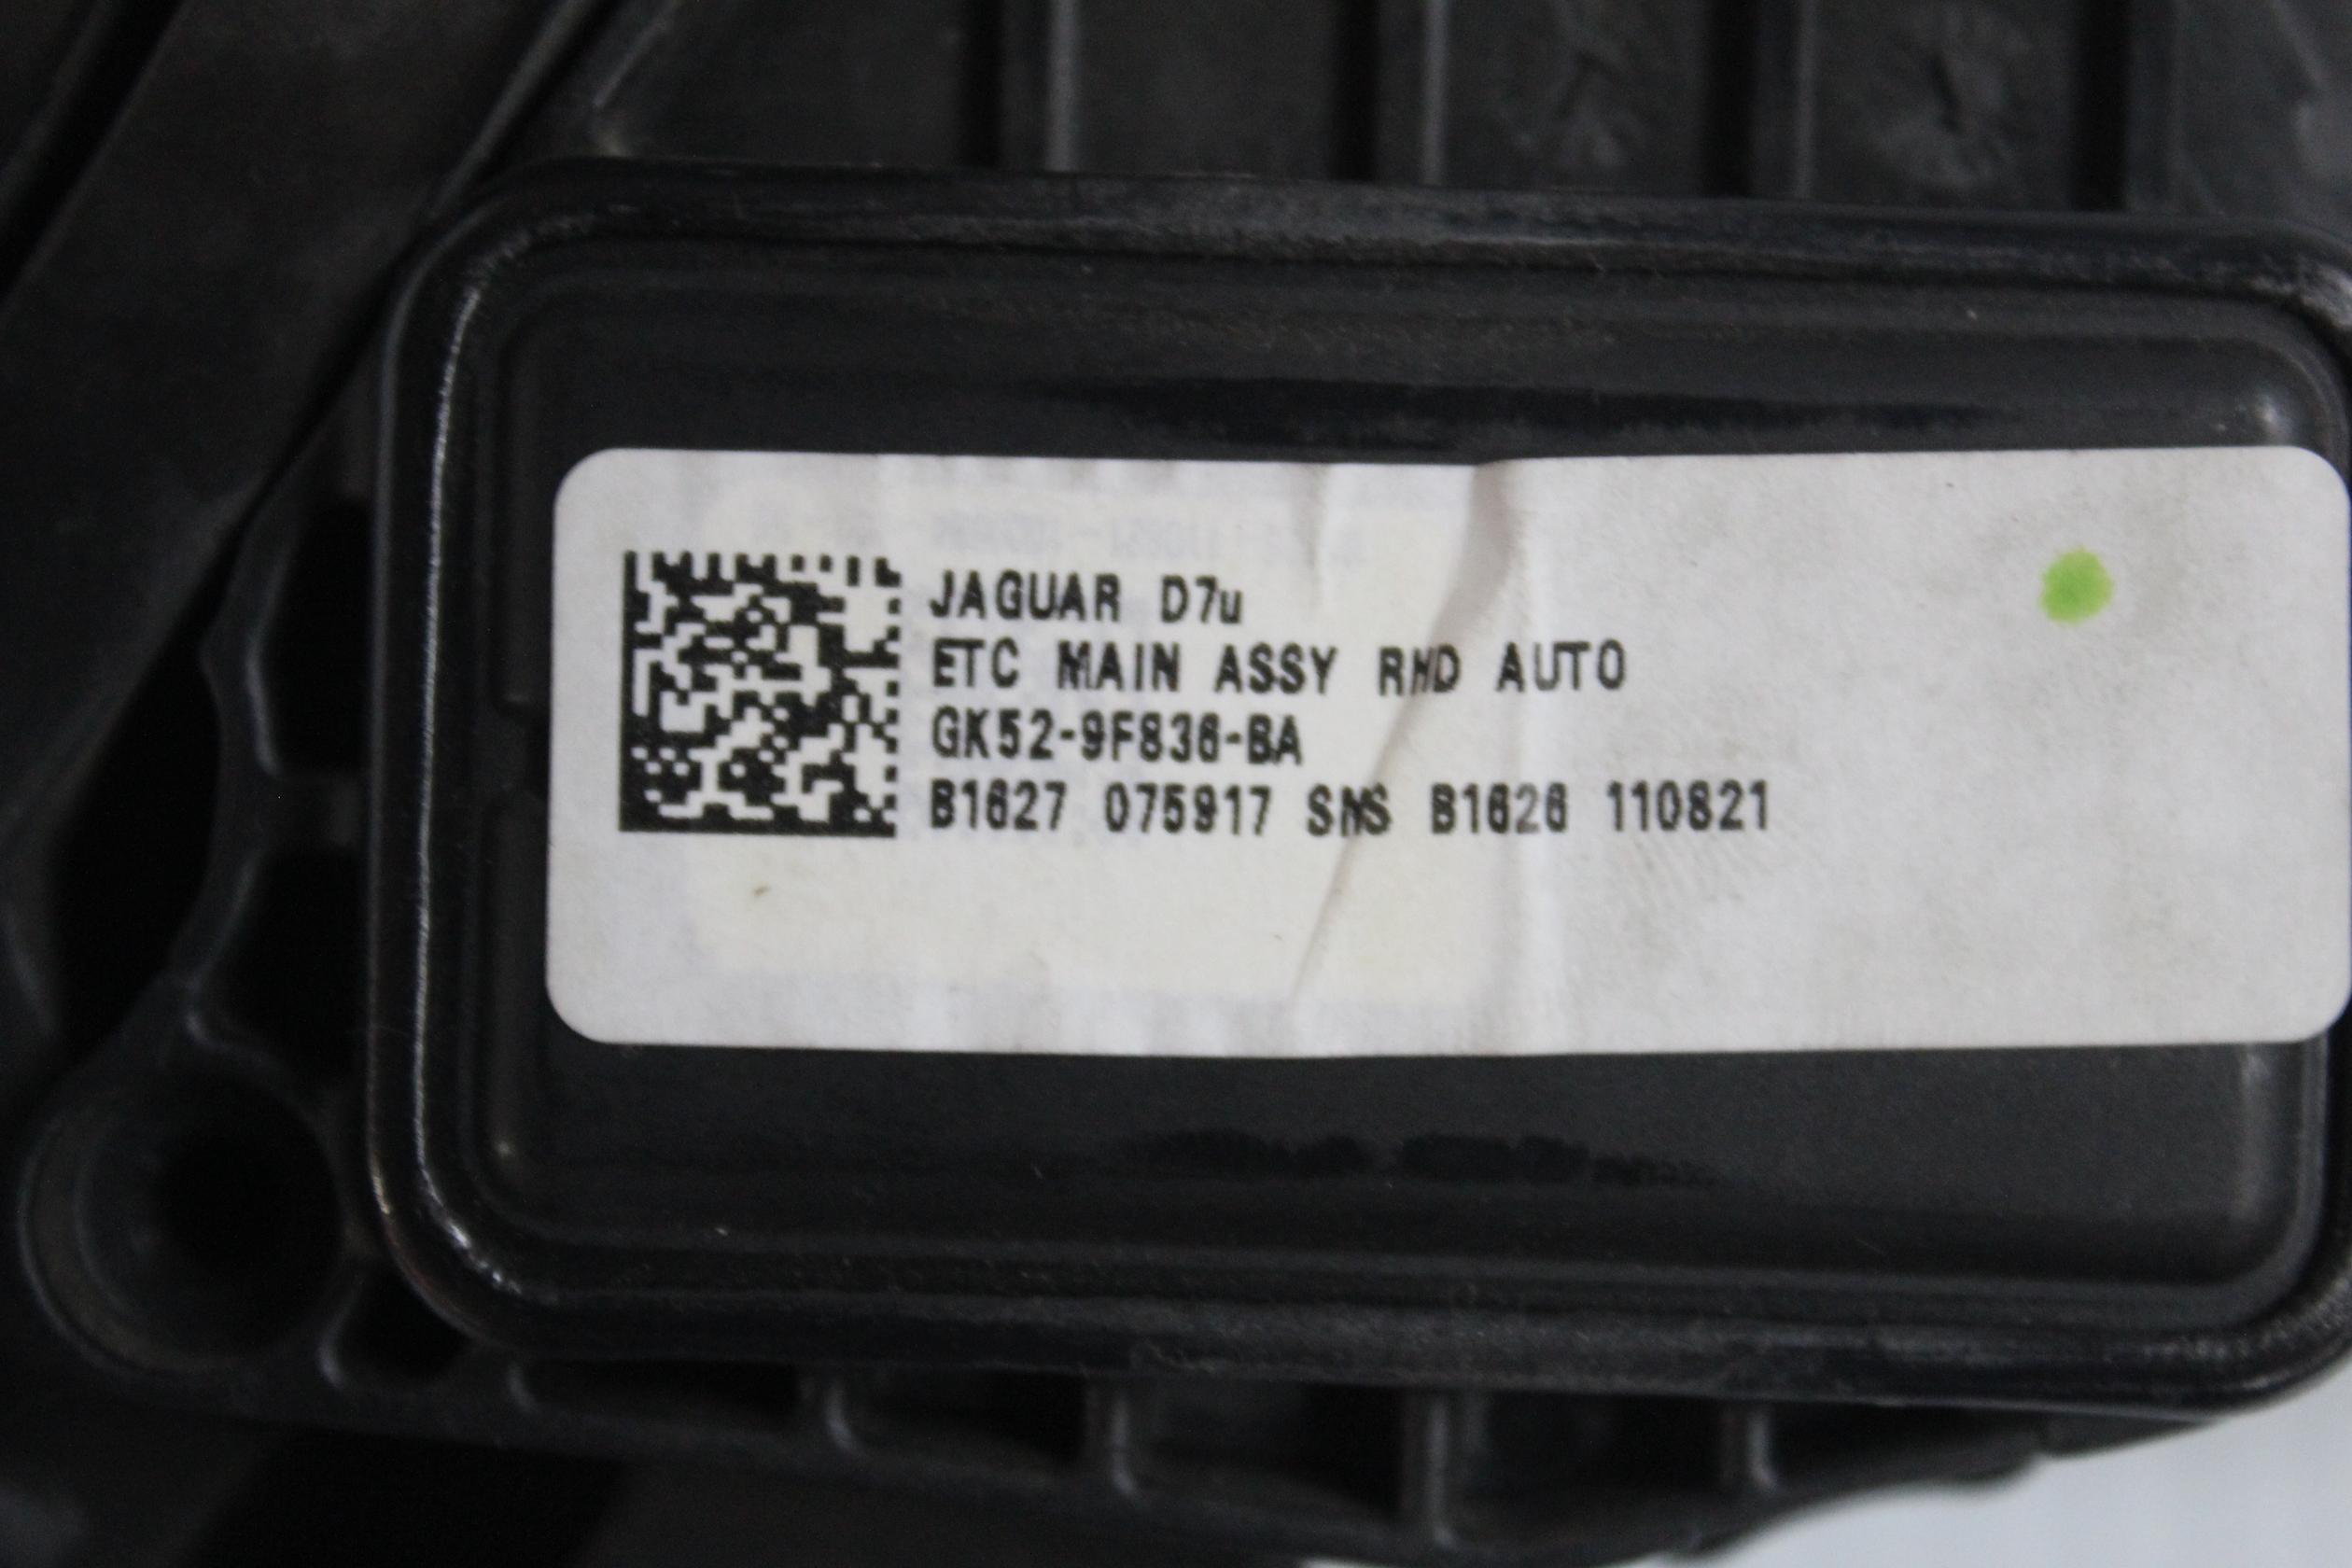 JAGUAR D7u
ETC MAIN ASSY RHD AUTO
GK52-9F836-BA
B1627 075917 SNS B1626 110821